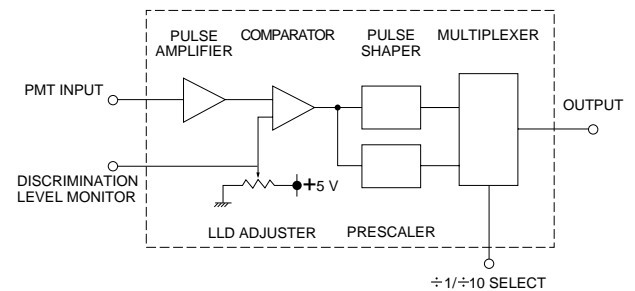 PULSE AMPLIFIER
COMPARATOR
PULSE SHAPER
MULTIPLEXER
PMT INPUT
OUTPUT
DISCRIMINATION LEVEL MONITOR
+5 V
LLD ADJUSTER
PRESCALER
÷1/÷10 SELECT